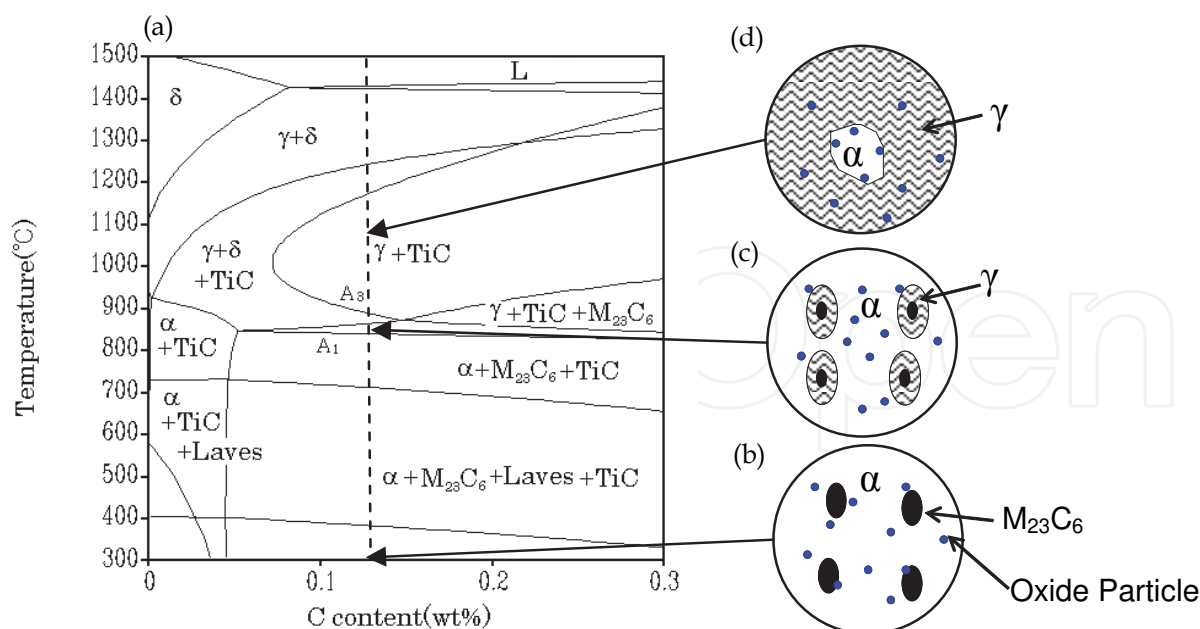 (a)
1500
1400
1300
1200
1100
1000
900
800
700
600
500
400
300
Temperature(℃)
0
0.1
0.2
0.3
C content(wt%)
L
δ
γ+δ
γ+δ
+TiC
γ+TiC
A₃
γ+TiC+M₂₃C₆
α
+TiC
A₁
α+M₂₃C₆+TiC
α
+TiC
+Laves
α+M₂₃C₆+Laves+TiC
(d)
γ
α
(c)
γ
α
(b)
α
M₂₃C₆
Oxide Particle
Open